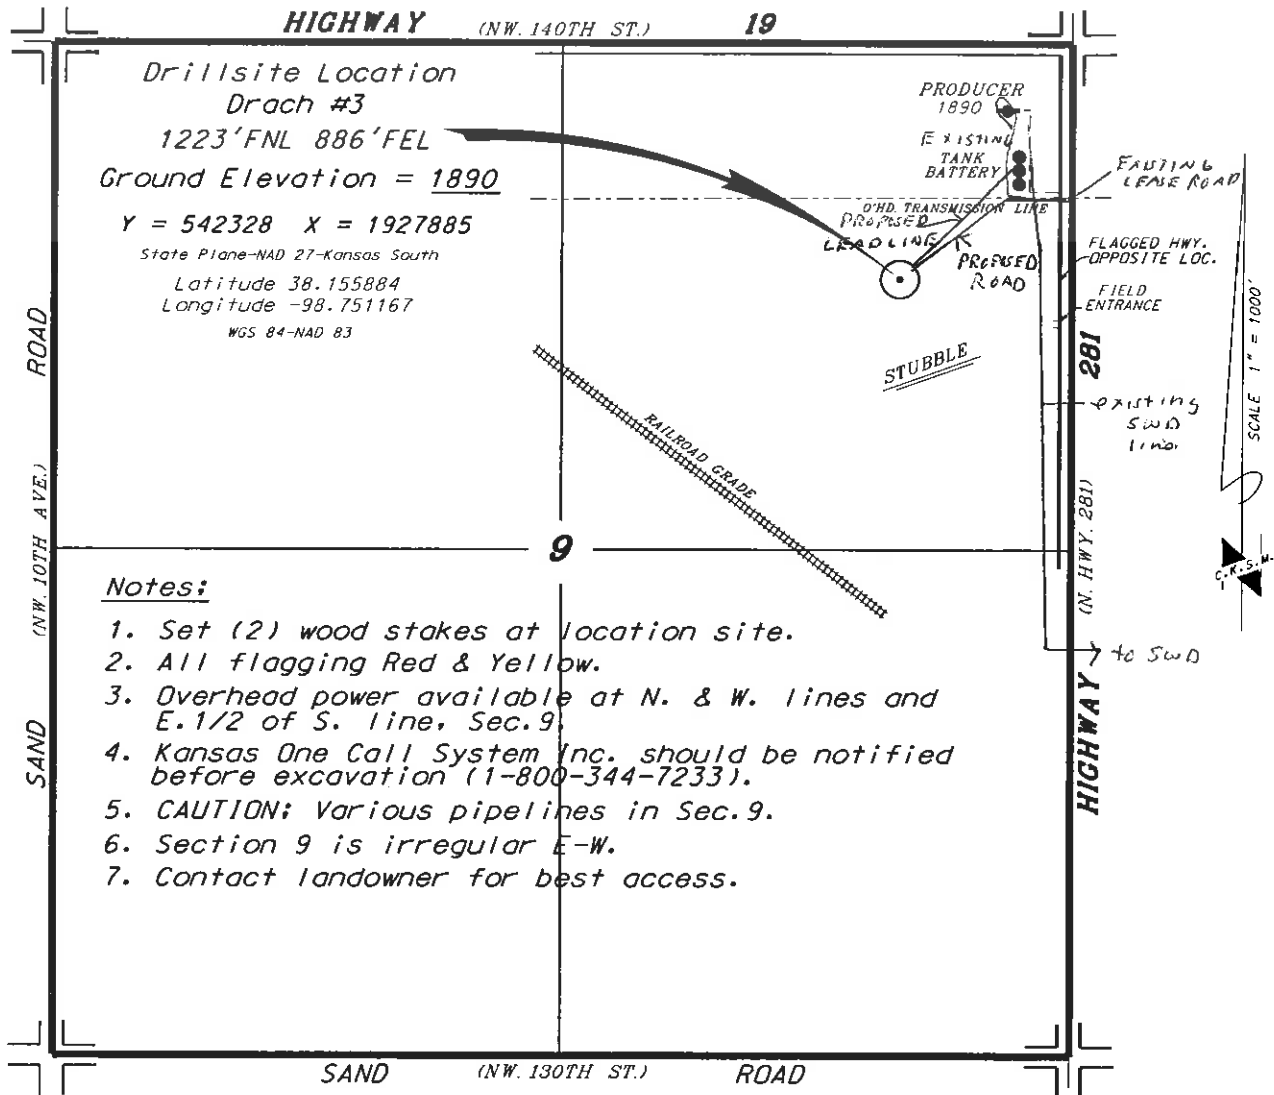 HIGHWAY (NW. 140TH ST.) 19
Drillsite Location
Drach #3
1223'FNL 886'FEL
Ground Elevation = 1890
Y = 542328 X = 1927885
State Plane-NAD 27-Kansas South
Latitude 38.155884
Longitude -98.751167
WGS 84-NAD 83
PRODUCER
1890
EXISTING
TANK
BATTERY
EXISTING
LEASE ROAD
O'HD. TRANSMISSION LINE
PROPOSED
LEAD LINE
PROPOSED
ROAD
FLAGGED HWY.
OPPOSITE LOC.
FIELD
ENTRANCE
STUBBLE
281
existing
SWD
line
SCALE 1" = 1000'
RAILROAD GRADE
ROAD
(NW. 10TH AVE.)
SAND
9
(N. HWY. 281)
HIGHWAY
C.K.S.M.
to SWD
Notes:
1. Set (2) wood stakes at location site.
2. All flagging Red & Yellow.
3. Overhead power available at N. & W. lines and
E.1/2 of S. line, Sec.9.
4. Kansas One Call System Inc. should be notified
before excavation (1-800-344-7233).
5. CAUTION: Various pipelines in Sec.9.
6. Section 9 is irregular E-W.
7. Contact landowner for best access.
SAND (NW. 130TH ST.) ROAD